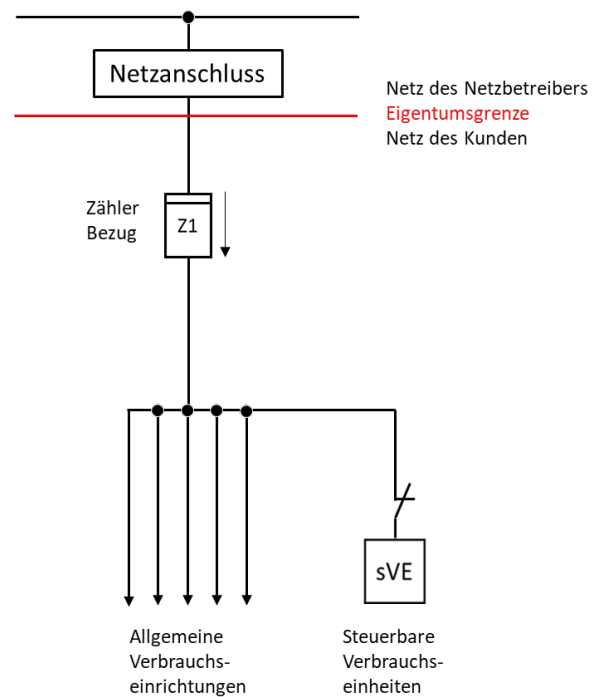 Netzanschluss
Netz des Netzbetreibers
Eigentumsgrenze
Netz des Kunden
Zähler
Bezug
Z1
sVE
Allgemeine
Verbrauchs-
einrichtungen
Steuerbare
Verbrauchs-
einheiten